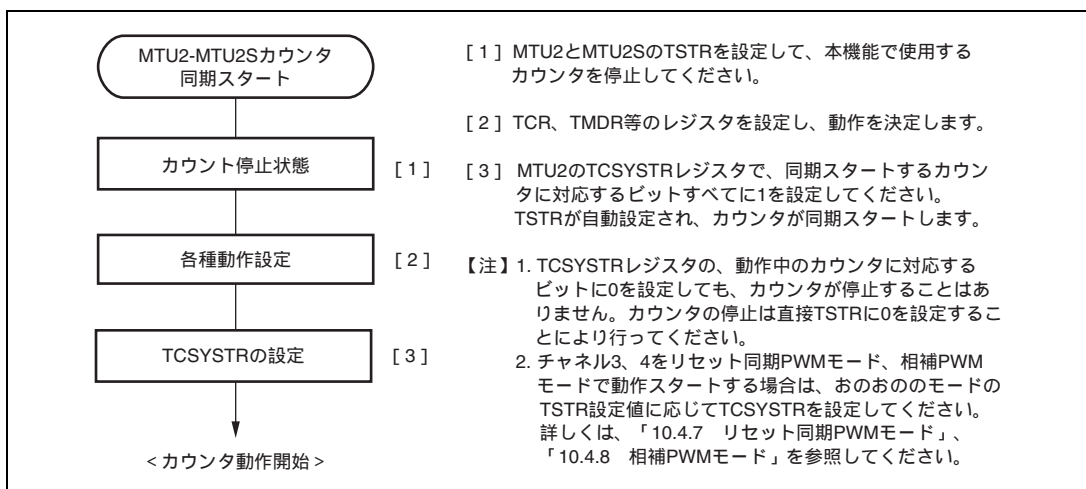 MTU2-MTU2Sカウンタ
同期スタート
カウント停止状態
[1]
各種動作設定
[2]
TCSYSTRの設定
[3]
<カウンタ動作開始>
[1] MTU2とMTU2SのTSTRを設定して、本機能で使用する
カウンタを停止してください。
[2] TCR、TMDR等のレジスタを設定し、動作を決定します。
[3] MTU2のTCSYSTRレジスタで、同期スタートするカウン
タに対応するビットすべてに1を設定してください。
TSTRが自動設定され、カウンタが同期スタートします。
【注】1. TCSYSTRレジスタの、動作中のカウンタに対応する
ビットに0を設定しても、カウンタが停止することはあ
りません。カウンタの停止は直接TSTRに0を設定するこ
とにより行ってください。
2. チャネル3、4をリセット同期PWMモード、相補PWM
モードで動作スタートする場合は、おのおののモードの
TSTR設定値に応じてTCSYSTRを設定してください。
詳しくは、「10.4.7 リセット同期PWMモード」、
「10.4.8 相補PWMモード」を参照してください。